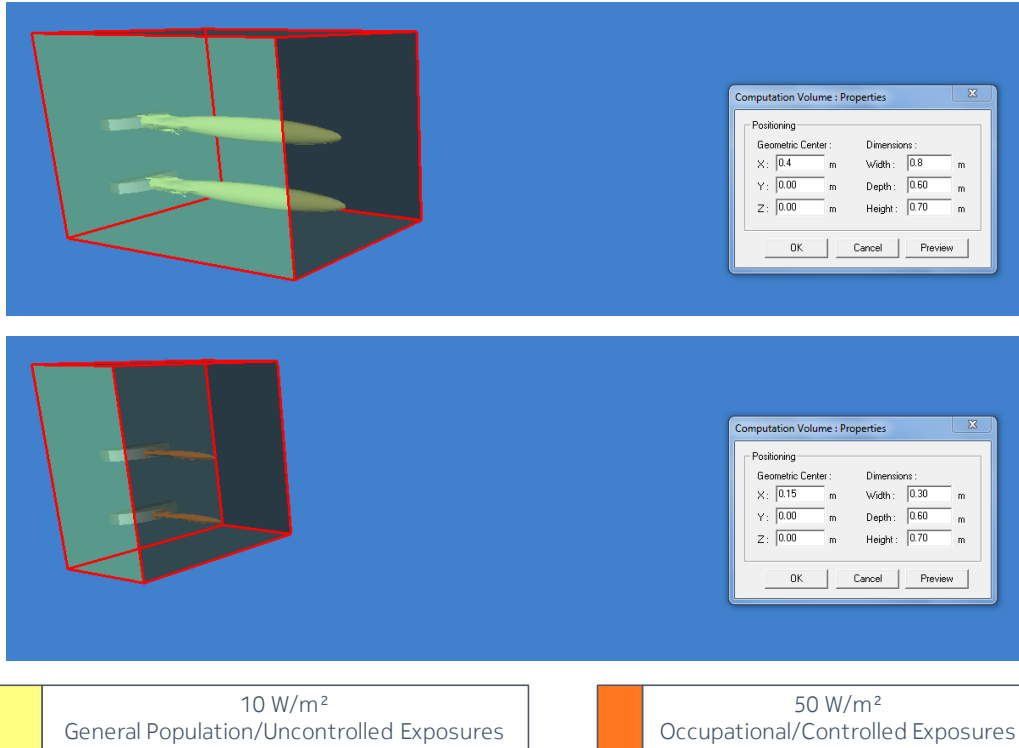 Computation Volume : Properties
Positioning
Geometric Center : Dimensions :
X : 0.4 m Width : 0.8 m
Y : 0.00 m Depth : 0.60 m
Z : 0.00 m Height : 0.70 m
OK Cancel Preview
Computation Volume : Properties
Positioning
Geometric Center : Dimensions :
X : 0.15 m Width : 0.30 m
Y : 0.00 m Depth : 0.60 m
Z : 0.00 m Height : 0.70 m
OK Cancel Preview
10 W/m²
General Population/Uncontrolled Exposures
50 W/m²
Occupational/Controlled Exposures